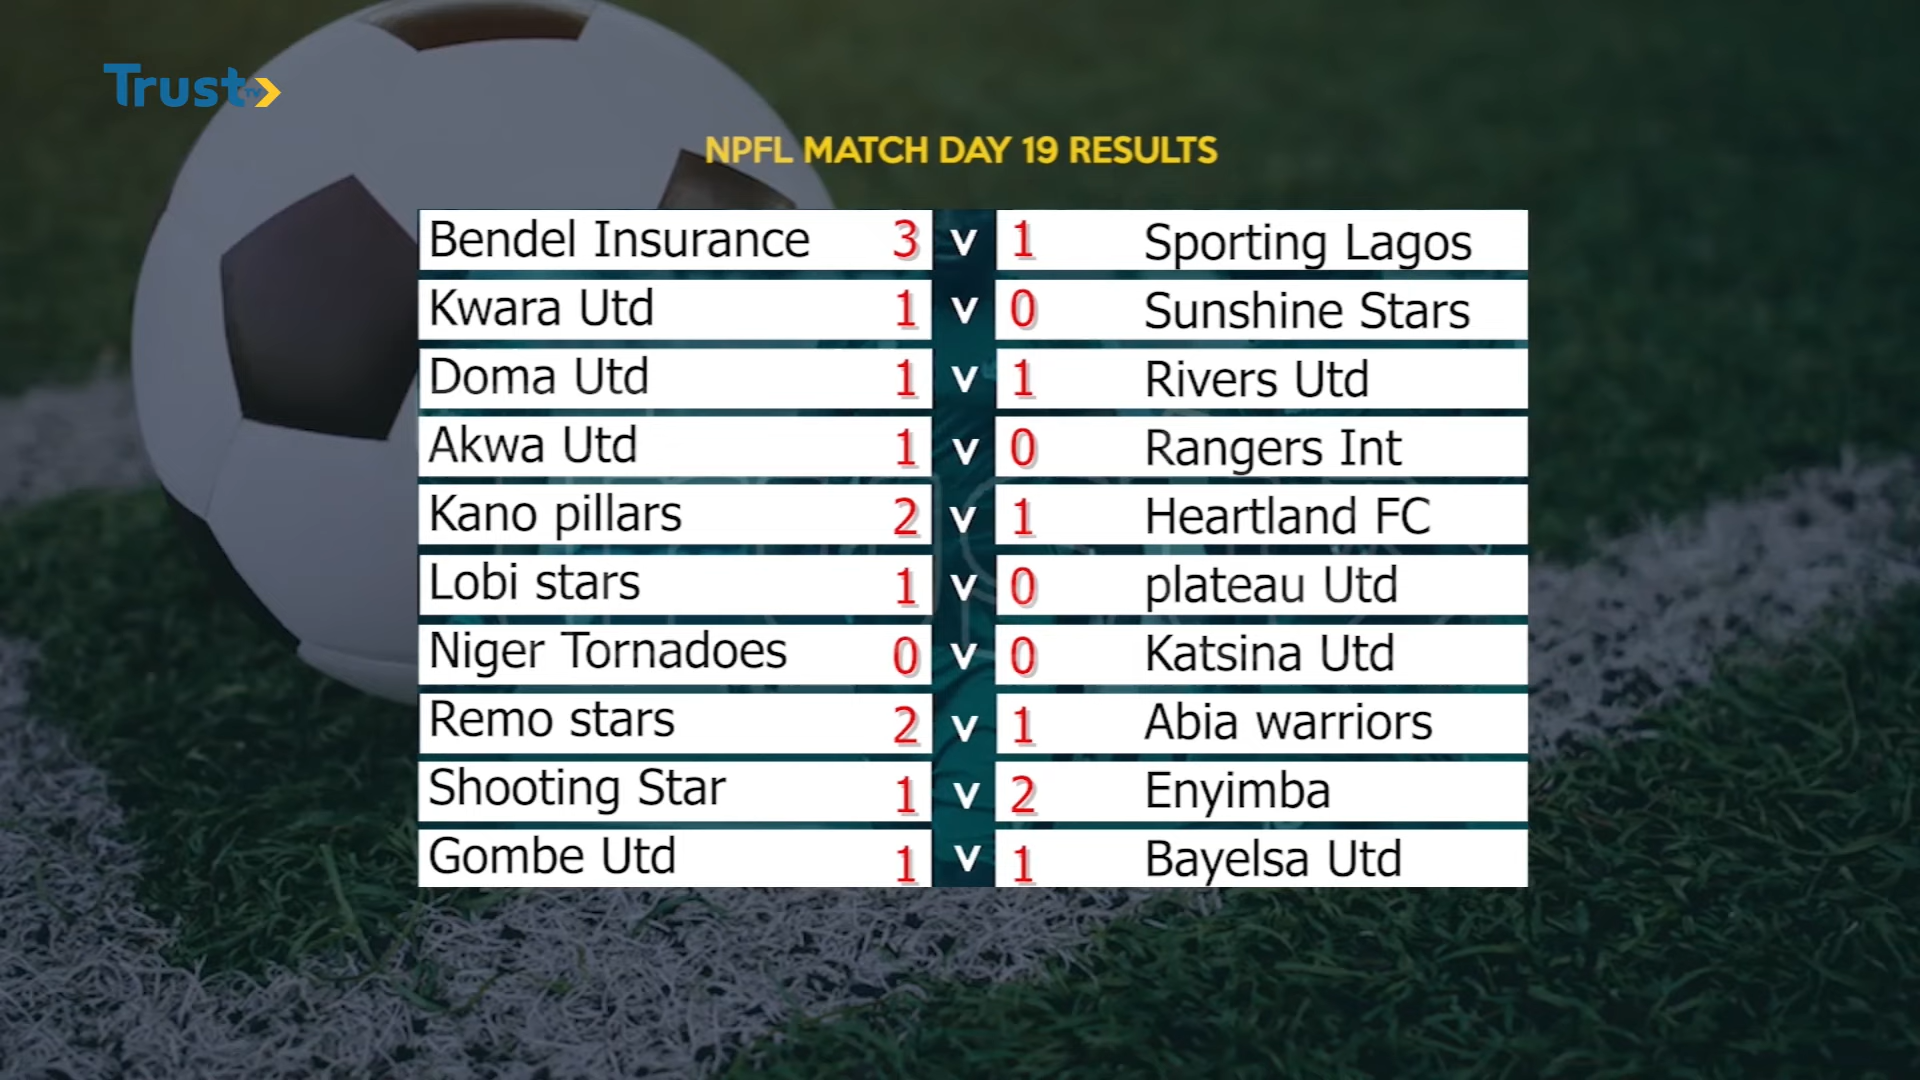 Trust TV
NPFL MATCH DAY 19 RESULTS
Bendel Insurance 3 v 1 Sporting Lagos
Kwara Utd 1 v 0 Sunshine Stars
Doma Utd 1 v 1 Rivers Utd
Akwa Utd 1 v 0 Rangers Int
Kano pillars 2 v 1 Heartland FC
Lobi stars 1 v 0 plateau Utd
Niger Tornadoes 0 v 0 Katsina Utd
Remo stars 2 v 1 Abia warriors
Shooting Star 1 v 2 Enyimba
Gombe Utd 1 v 1 Bayelsa Utd